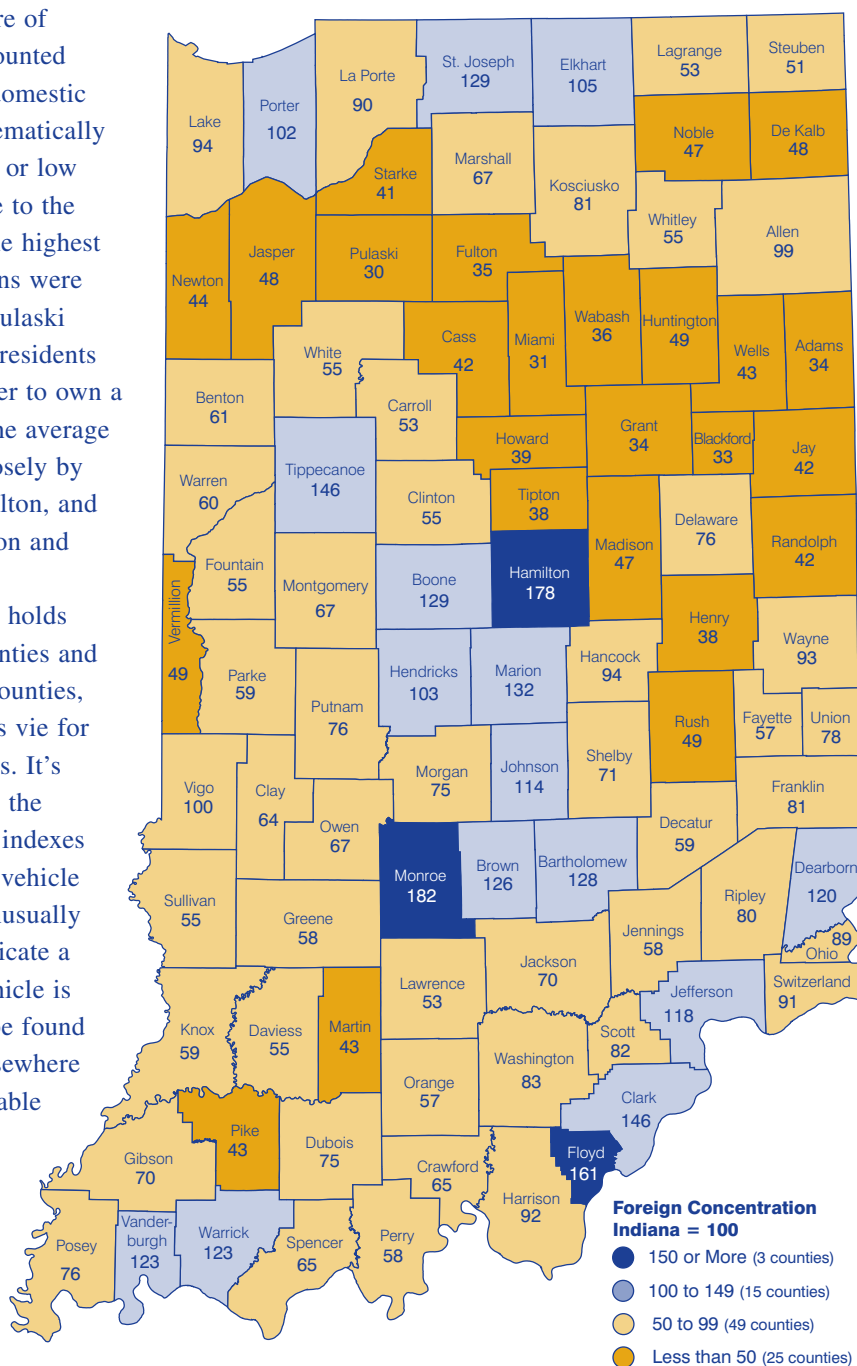 re of
ounted
domestic
ematically
or low
e to the
e highest
ns were
ulaski
residents
er to own a
he average
osely by
lton, and
on and
holds
nties and
ounties,
s vie for
s. It's
the
indexes
vehicle
nusually
icate a
hicle is
be found
sewhere
able
Lake
94
Porter
102
La Porte
90
St. Joseph
129
Elkhart
105
Lagrange
53
Steuben
51
Noble
47
De Kalb
48
Starke
41
Marshall
67
Kosciusko
81
Whitley
55
Allen
99
Newton
44
Jasper
48
Pulaski
30
Fulton
35
White
55
Cass
42
Miami
31
Wabash
36
Huntington
49
Wells
43
Adams
34
Benton
61
Carroll
53
Howard
39
Grant
34
Blackford
33
Jay
42
Warren
60
Tippecanoe
146
Clinton
55
Tipton
38
Madison
47
Delaware
76
Randolph
42
Fountain
55
Montgomery
67
Boone
129
Hamilton
178
Henry
38
Wayne
93
Vermillion
49
Parke
59
Putnam
76
Hendricks
103
Marion
132
Hancock
94
Rush
49
Fayette
57
Union
78
Vigo
100
Clay
64
Owen
67
Morgan
75
Johnson
114
Shelby
71
Decatur
59
Franklin
81
Sullivan
55
Greene
58
Monroe
182
Brown
126
Bartholomew
128
Jennings
58
Ripley
80
Dearborn
120
89
Ohio
Switzerland
91
Knox
59
Daviess
55
Martin
43
Lawrence
53
Jackson
70
Jefferson
118
Scott
82
Washington
83
Orange
57
Clark
146
Floyd
161
Gibson
70
Pike
43
Dubois
75
Crawford
65
Harrison
92
Posey
76
Vander-
burgh
123
Warrick
123
Spencer
65
Perry
58
Foreign Concentration
Indiana = 100
150 or More (3 counties)
100 to 149 (15 counties)
50 to 99 (49 counties)
Less than 50 (25 counties)